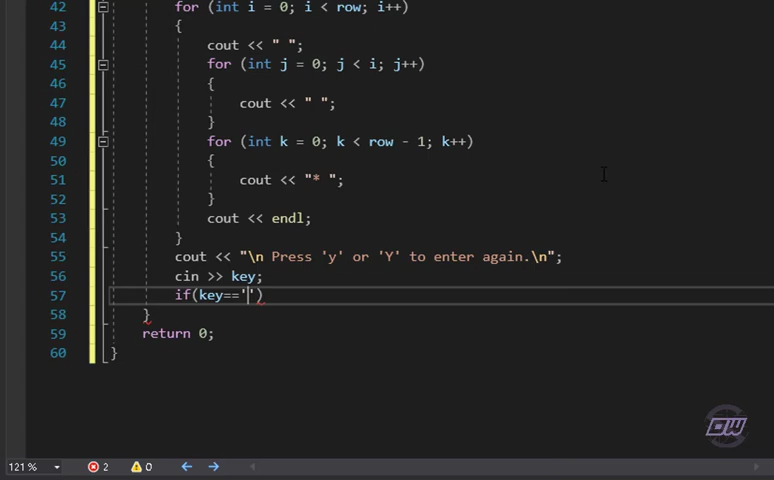 42 for (int i = 0; i < row; i++)
43 {
44 cout << " ";
45 for (int j = 0; j < i; j++)
46 {
47 cout << " ";
48 }
49 for (int k = 0; k < row - 1; k++)
50 {
51 cout << "* ";
52 }
53 cout << endl;
54 }
55 cout << "\n Press 'y' or 'Y' to enter again.\n";
56 cin >> key;
57 if(key=='')
58 }
59 return 0;
60 }
DW
121 % 2 0